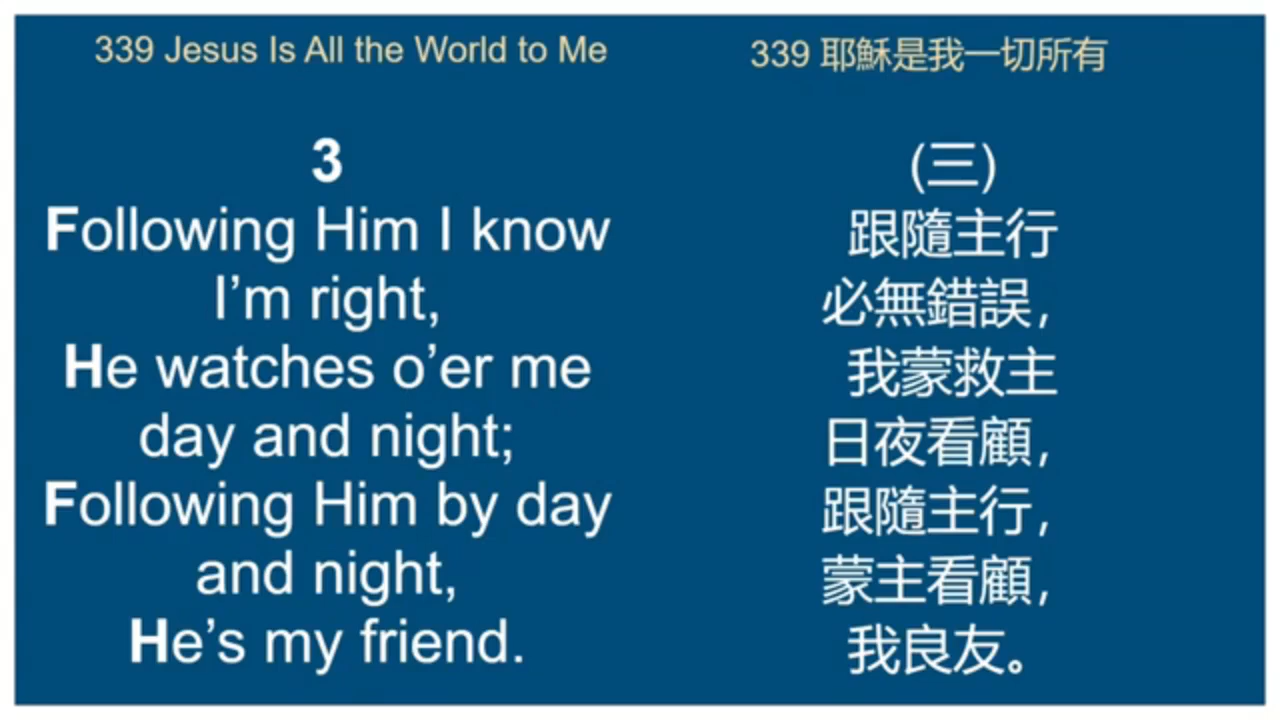 339 Jesus Is All the World to Me
3
Following Him I know
I’m right,
He watches o’er me
day and night;
Following Him by day
and night,
He’s my friend.
339 耶穌是我一切所有
(三)
跟隨主行
必無錯誤，
我蒙救主
日夜看顧，
跟隨主行，
蒙主看顧，
我良友。